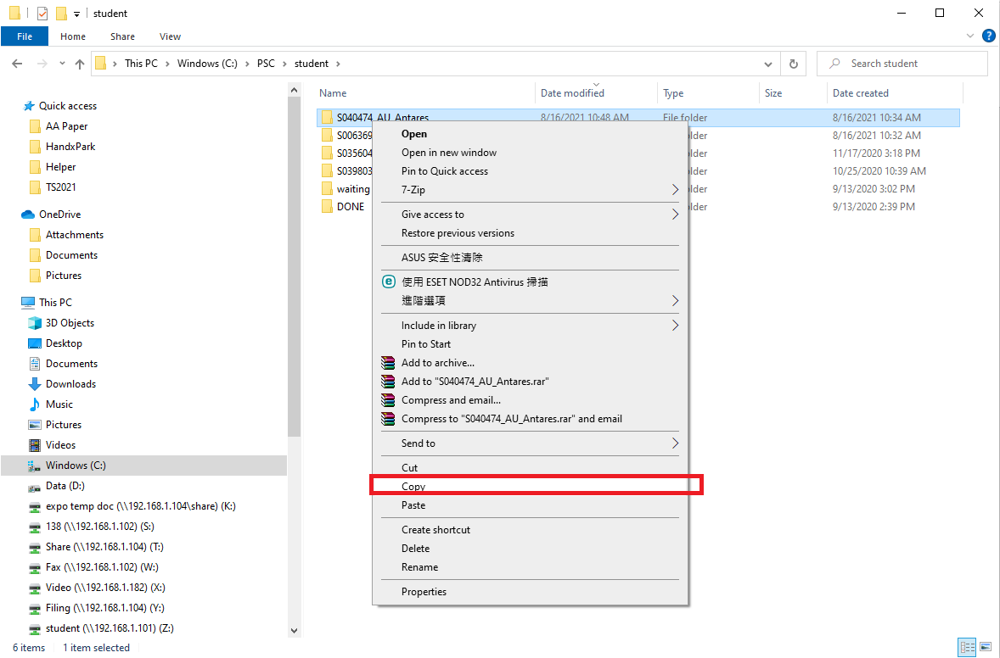 student
File Home Share View
This PC Windows (C:) PSC student
Search student
Name Date modified Type Size Date created
S040474_AU_Antares 8/16/2021 10:48 AM File folder 8/16/2021 10:34 AM
S006369 older 8/16/2021 10:32 AM
S035604 older 11/17/2020 3:18 PM
S039803 older 10/25/2020 10:39 AM
waiting older 9/13/2020 3:02 PM
DONE older 9/13/2020 2:39 PM
Quick access
AA Paper
HandxPark
Helper
TS2021
OneDrive
Attachments
Documents
Pictures
This PC
3D Objects
Desktop
Documents
Downloads
Music
Pictures
Videos
Windows (C:)
Data (D:)
expo temp doc (\\192.168.1.104\share) (K:)
138 (\\192.168.1.102) (S:)
Share (\\192.168.1.104) (T:)
Fax (\\192.168.1.102) (W:)
Video (\\192.168.1.182) (X:)
Filing (\\192.168.1.104) (Y:)
student (\\192.168.1.101) (Z:)
Open
Open in new window
Pin to Quick access
7-Zip
Give access to
Restore previous versions
ASUS 安全性清除
e 使用 ESET NOD32 Antivirus 掃描
進階選項
Include in library
Pin to Start
Add to archive...
Add to "S040474_AU_Antares.rar"
Compress and email...
Compress to "S040474_AU_Antares.rar" and email
Send to
Cut
Copy
Paste
Create shortcut
Delete
Rename
Properties
6 items 1 item selected